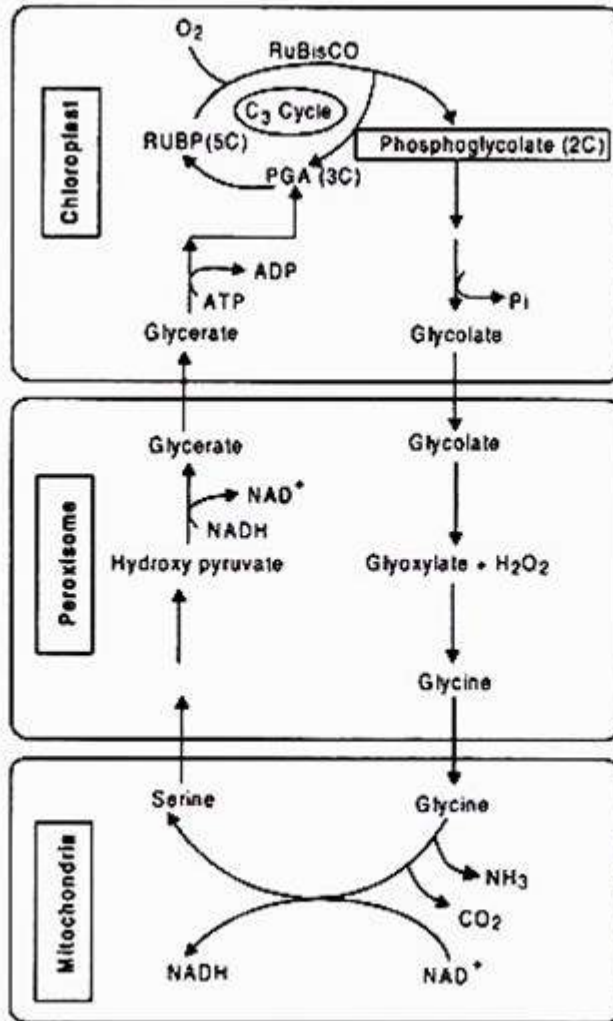 O2
RuBisCO
C3 Cycle
RUBP(5C)
Phosphoglycolate (2C)
PGA (3C)
Chloroplast
ADP
ATP
Pi
Glycerate
Glycolate
Glycerate
Glycolate
NAD+
NADH
Hydroxy pyruvate
Glyoxylate + H2O2
Peroxisome
Glycine
Serine
Glycine
NH3
CO2
Mitochondria
NADH
NAD+